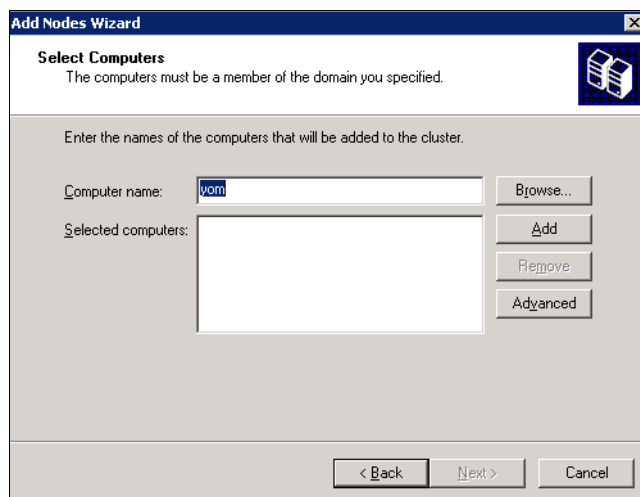 Add Nodes Wizard
Select Computers
The computers must be a member of the domain you specified.
Enter the names of the computers that will be added to the cluster.
Computer name: yom Browse...
Selected computers: Add
Remove
Advanced
< Back Next > Cancel